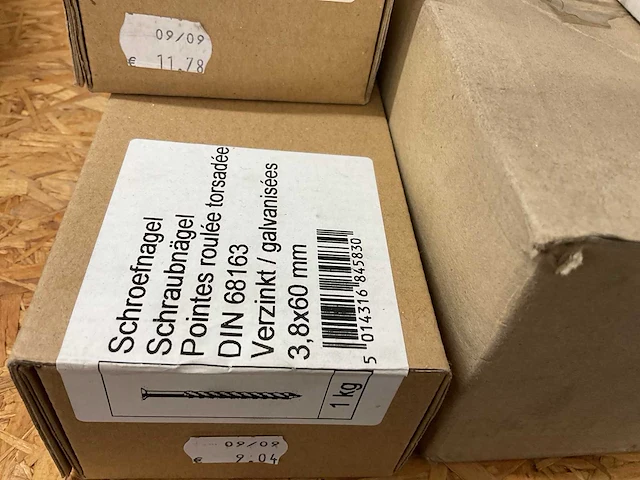 09/09
€ 11.78
Schroefnagel
Schraubnägel
Pointes roulée torsadée
DIN 68163
Verzinkt / galvanisées
3,8x60 mm
5 014316 845830
1 kg
09/09
€ 9.04